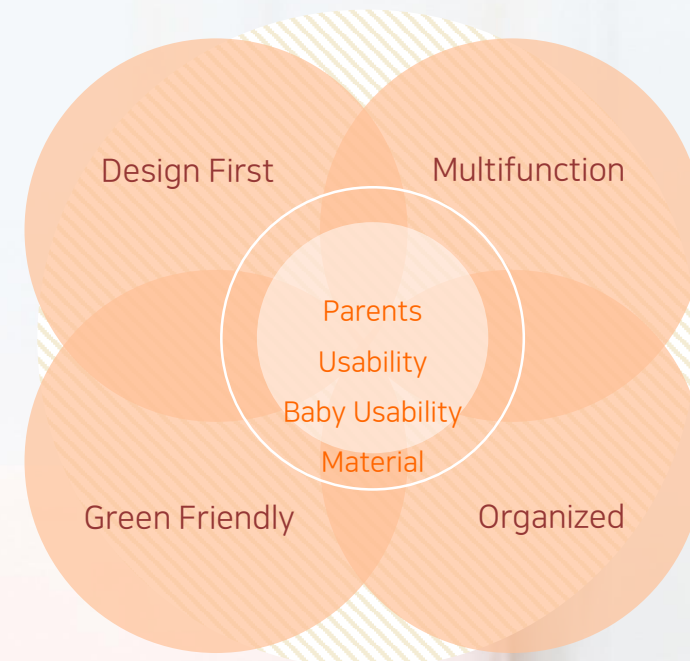 Design First
Multifunction
Parents
Usability
Baby Usability
Material
Green Friendly
Organized